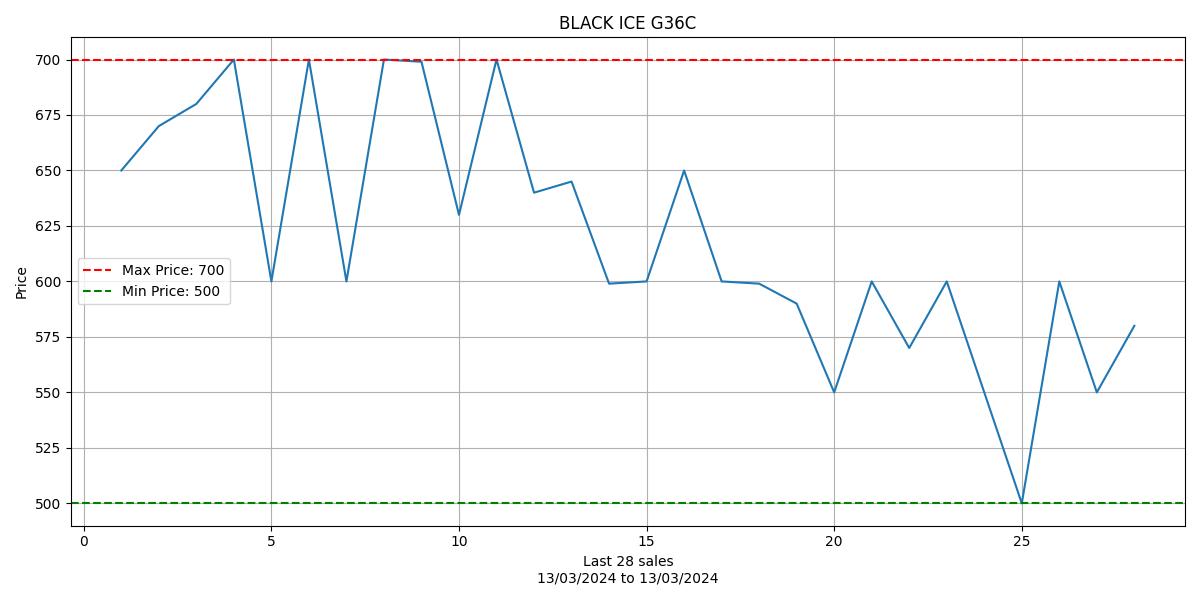 BLACK ICE G36C
Price
700
675
650
625
600
575
550
525
500
Max Price: 700
Min Price: 500
0 5 10 15 20 25
Last 28 sales
13/03/2024 to 13/03/2024